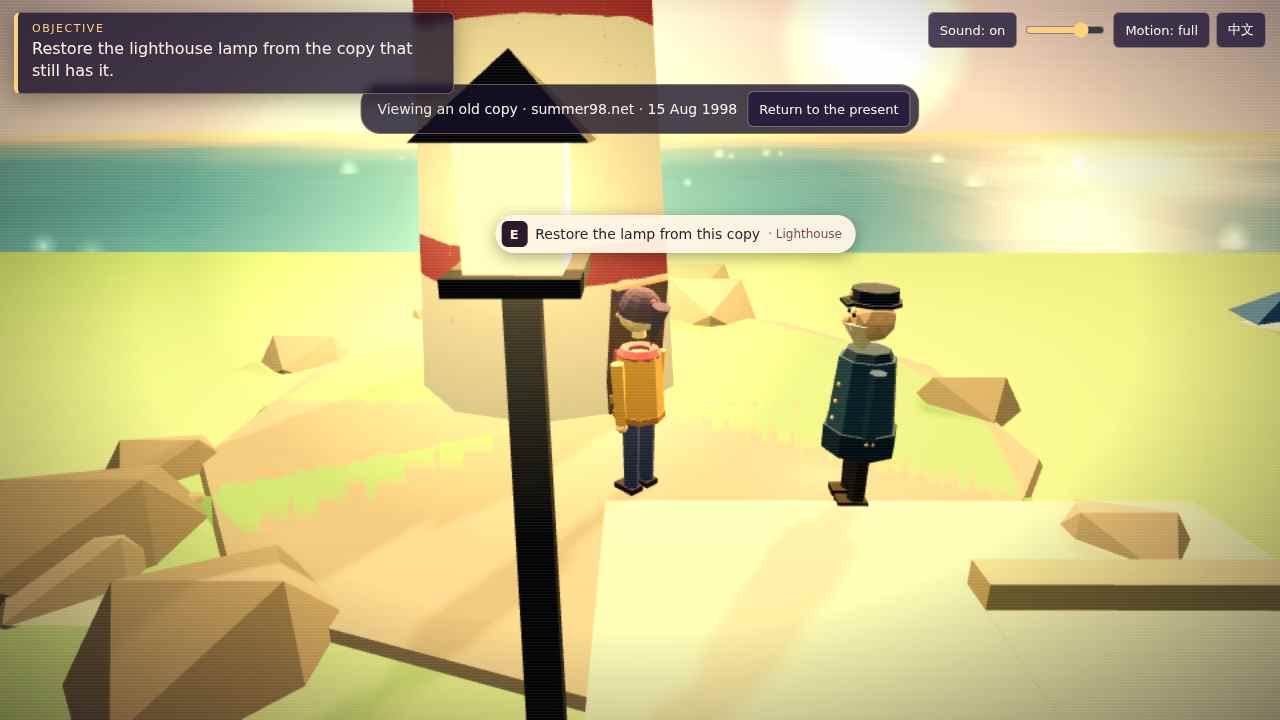 OBJECTIVE
Restore the lighthouse lamp from the copy that
still has it.
Sound: on
Motion: full
中文
Viewing an old copy · summer98.net · 15 Aug 1998
Return to the present
E Restore the lamp from this copy · Lighthouse